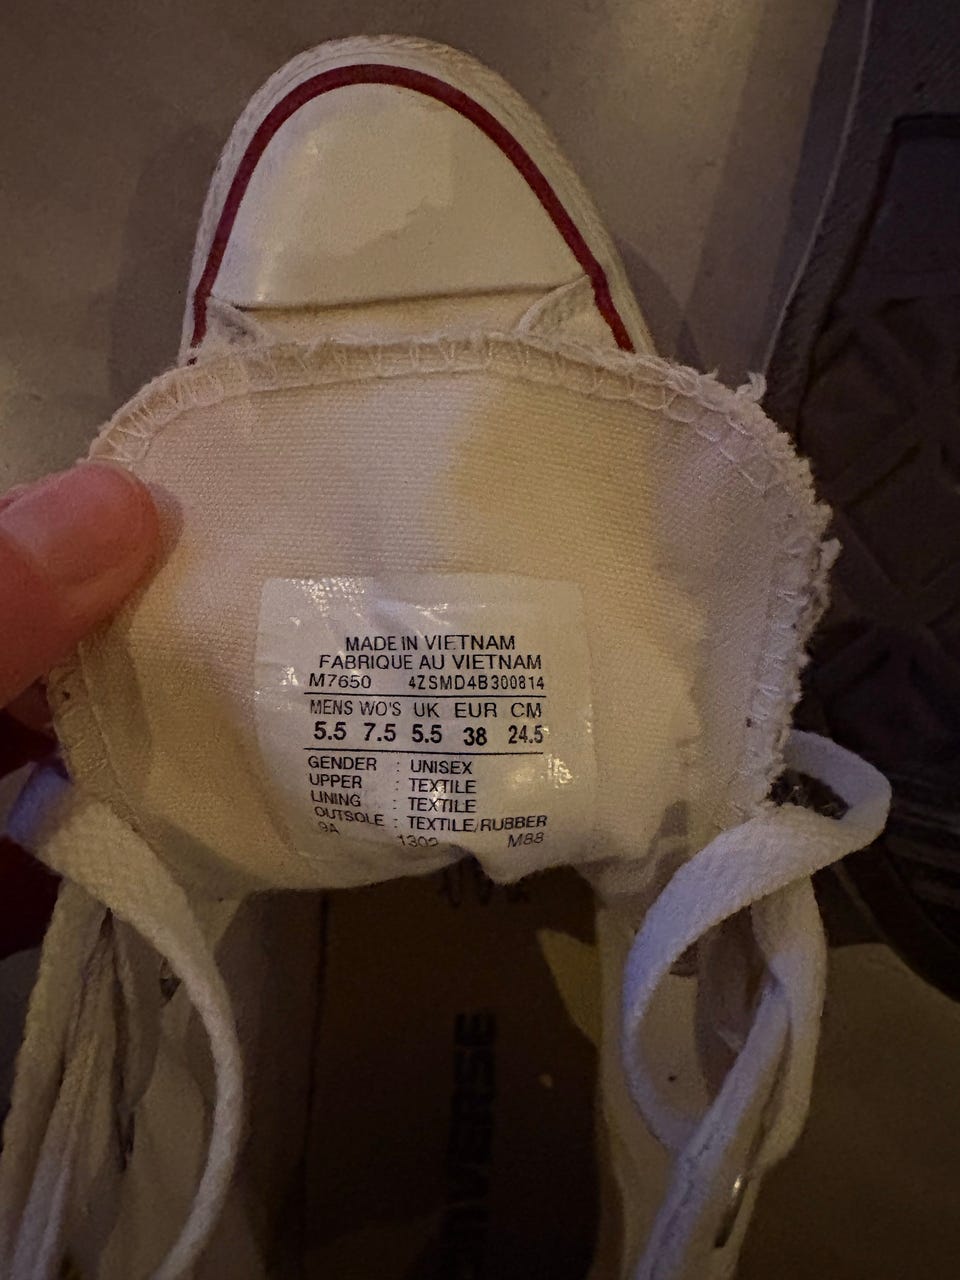 MADE IN VIETNAM
FABRIQUE AU VIETNAM
M7650 4ZSMD4B300814
MENS WO'S UK EUR CM
5.5 7.5 5.5 38 24.5
GENDER : UNISEX
UPPER : TEXTILE
LINING : TEXTILE
OUTSOLE : TEXTILE/RUBBER
9A M88